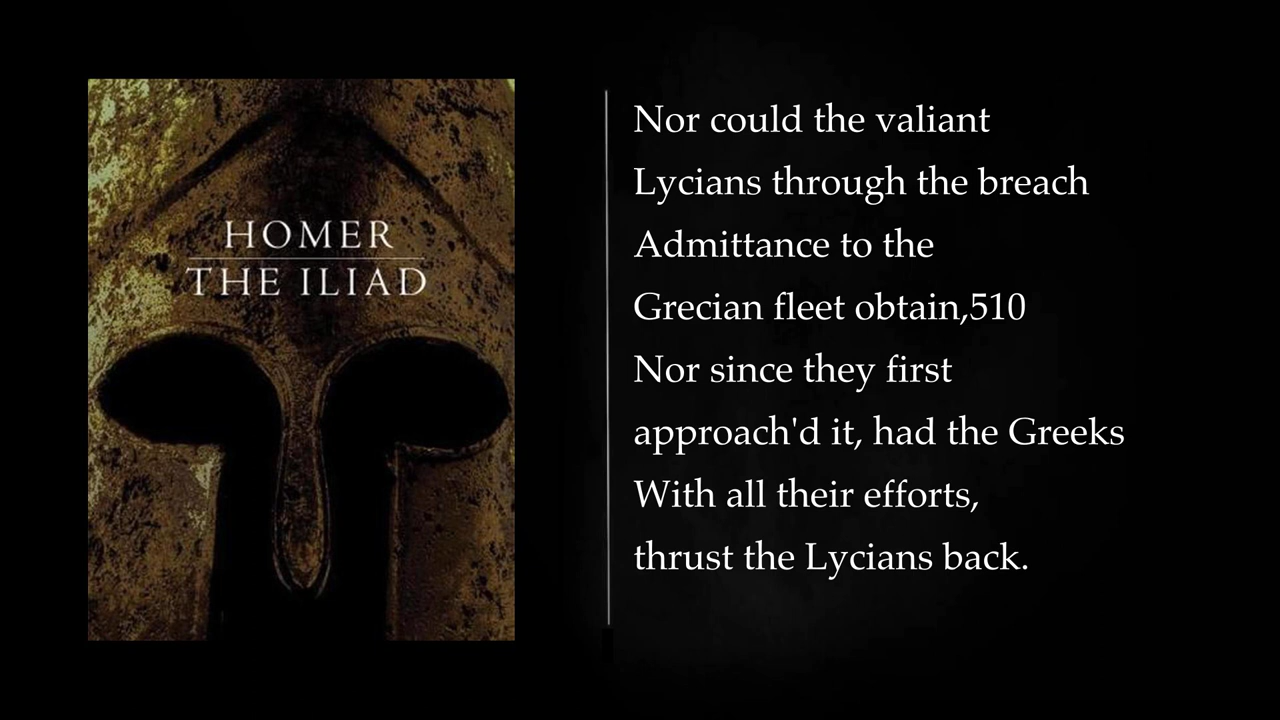 HOMER
THE ILIAD
Nor could the valiant
Lycians through the breach
Admittance to the
Grecian fleet obtain,510
Nor since they first
approach'd it, had the Greeks
With all their efforts,
thrust the Lycians back.